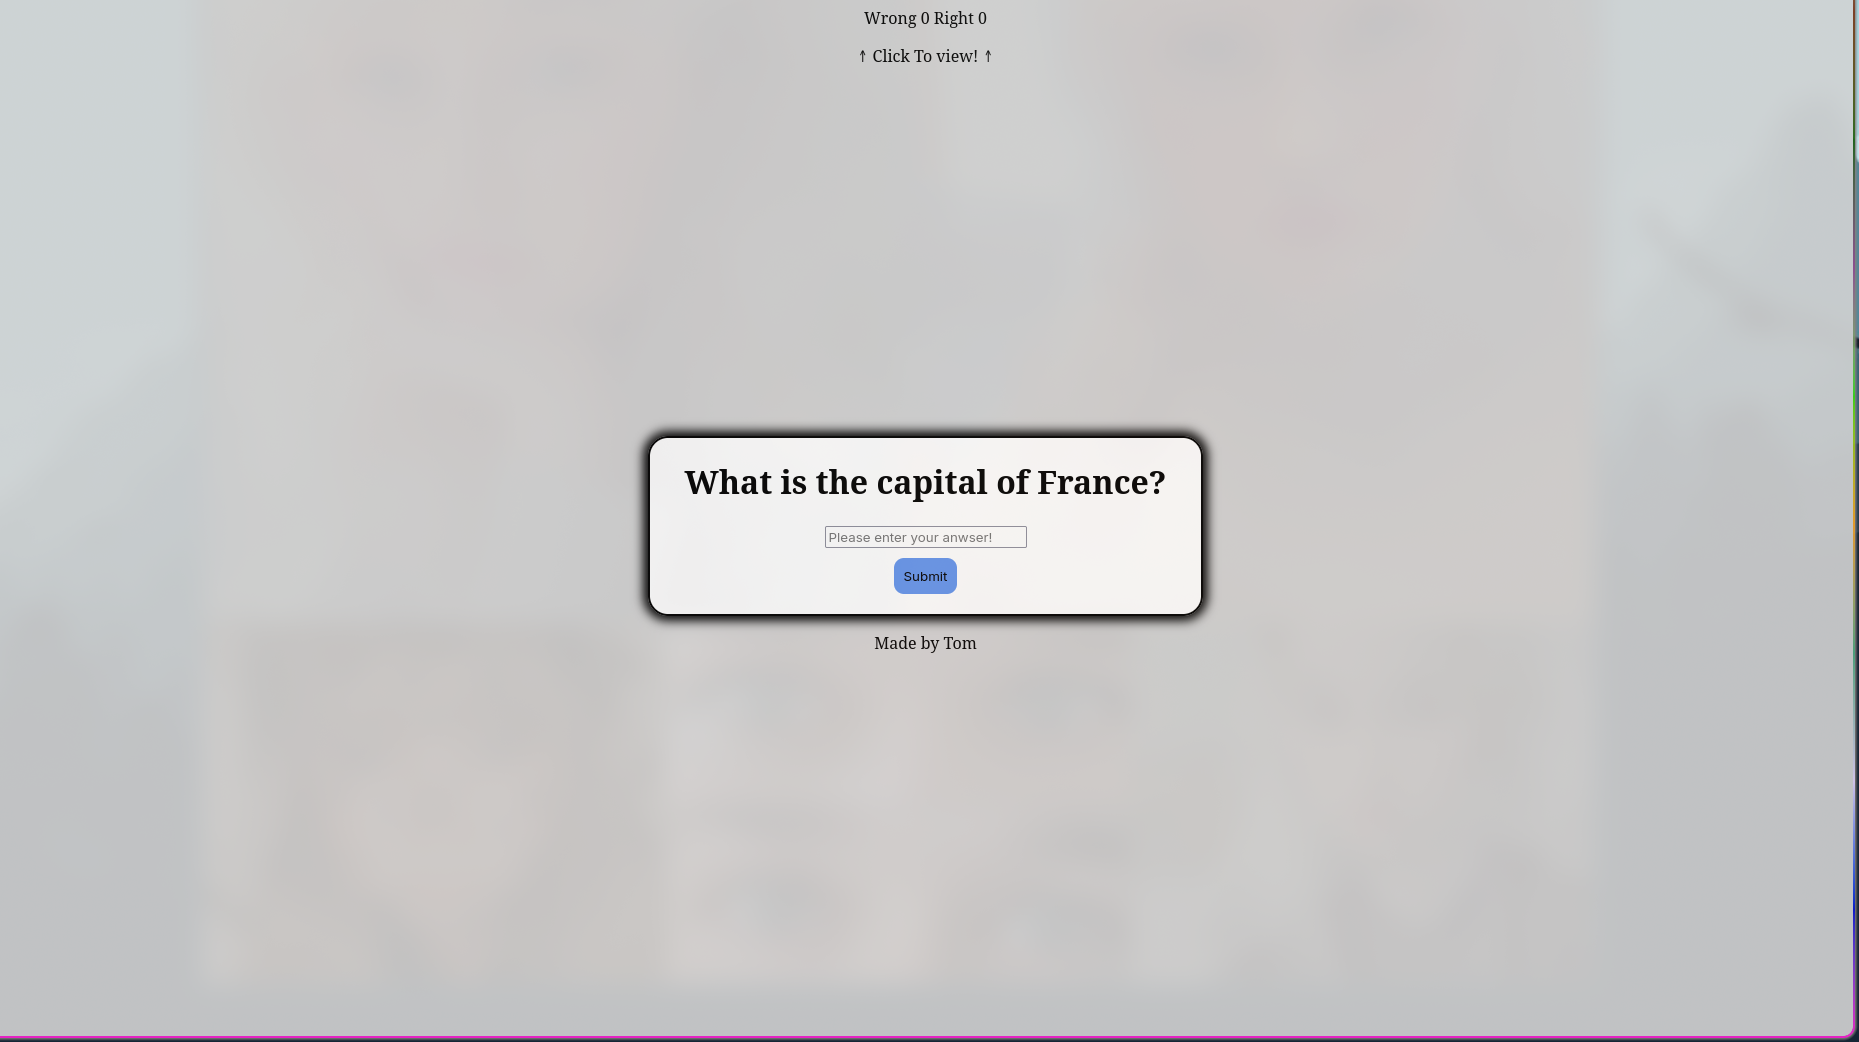 Wrong 0 Right 0
↑ Click To view! ↑
What is the capital of France?
Please enter your anwser!
Submit
Made by Tom